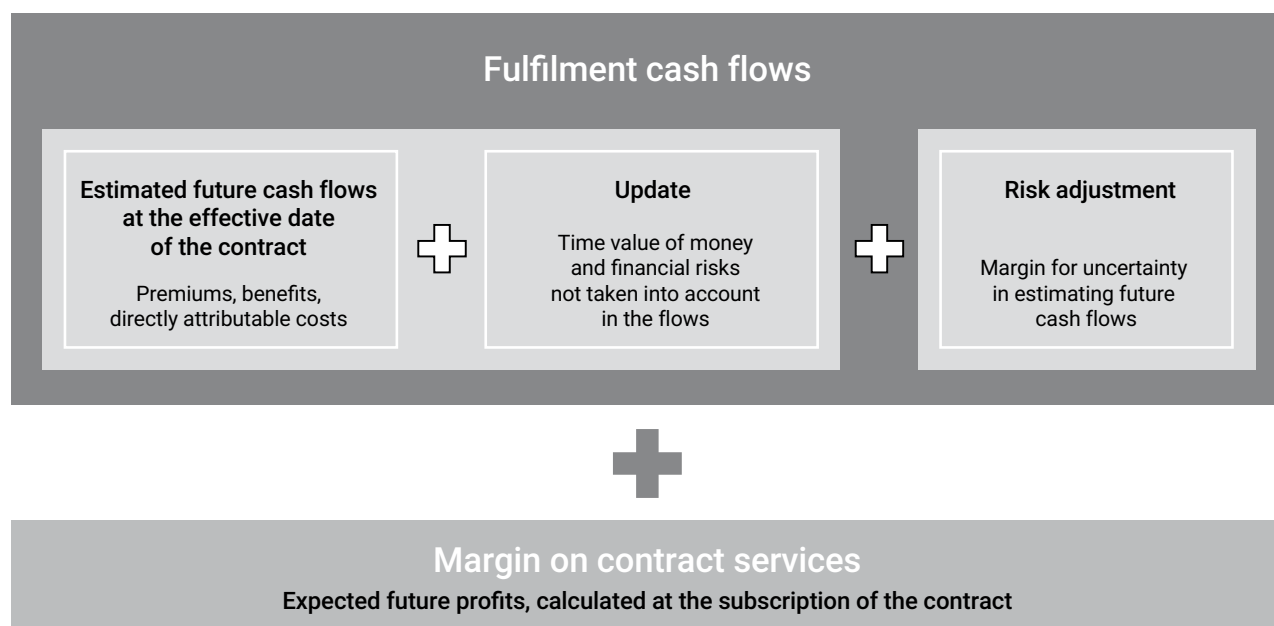 Fulfilment cash flows
Estimated future cash flows
at the effective date
of the contract
Premiums, benefits,
directly attributable costs
Update
Time value of money
and financial risks
not taken into account
in the flows
Risk adjustment
Margin for uncertainty
in estimating future
cash flows
Margin on contract services
Expected future profits, calculated at the subscription of the contract